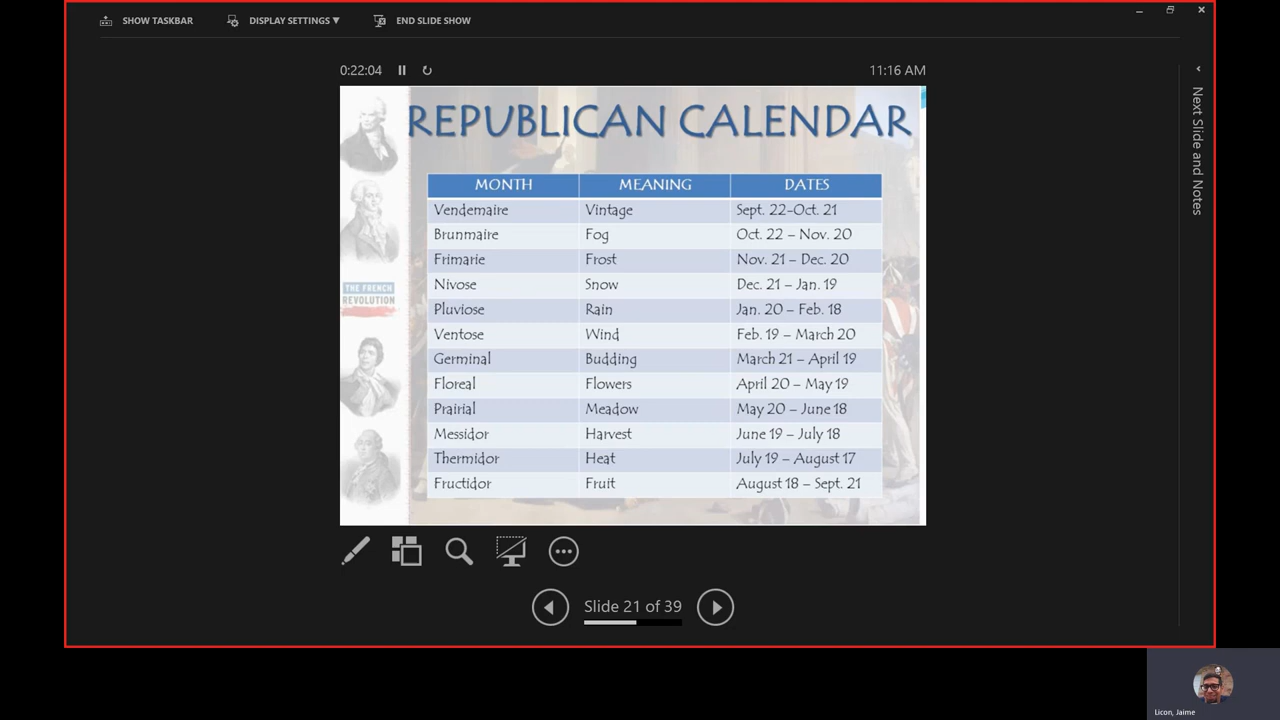 SHOW TASKBAR DISPLAY SETTINGS ▼ END SLIDE SHOW
0:22:04 11:16 AM
Next Slide and Notes
REPUBLICAN CALENDAR
MONTH MEANING DATES
Vendemaire Vintage Sept. 22-Oct. 21
Brunmaire Fog Oct. 22 – Nov. 20
Frimarie Frost Nov. 21 – Dec. 20
Nivose Snow Dec. 21 – Jan. 19
Pluviose Rain Jan. 20 – Feb. 18
Ventose Wind Feb. 19 – March 20
Germinal Budding March 21 – April 19
Floreal Flowers April 20 – May 19
Prairial Meadow May 20 – June 18
Messidor Harvest June 19 – July 18
Thermidor Heat July 19 – August 17
Fructidor Fruit August 18 – Sept. 21
THE FRENCH
REVOLUTION
Slide 21 of 39
Licon, Jaime